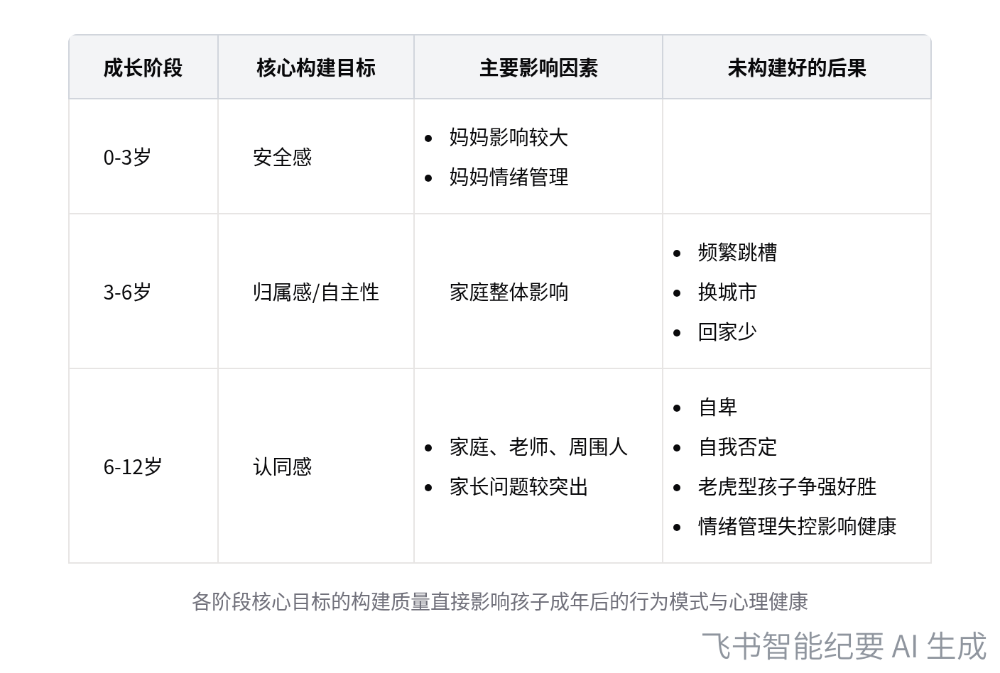 成长阶段 核心构建目标 主要影响因素 未构建好的后果
0-3岁 安全感
妈妈影响较大
妈妈情绪管理
3-6岁 归属感/自主性 家庭整体影响
频繁跳槽
换城市
回家少
6-12岁 认同感
家庭、老师、周围人
家长问题较突出
自卑
自我否定
老虎型孩子争强好胜
情绪管理失控影响健康
各阶段核心目标的构建质量直接影响孩子成年后的行为模式与心理健康
飞书智能纪要 AI 生成